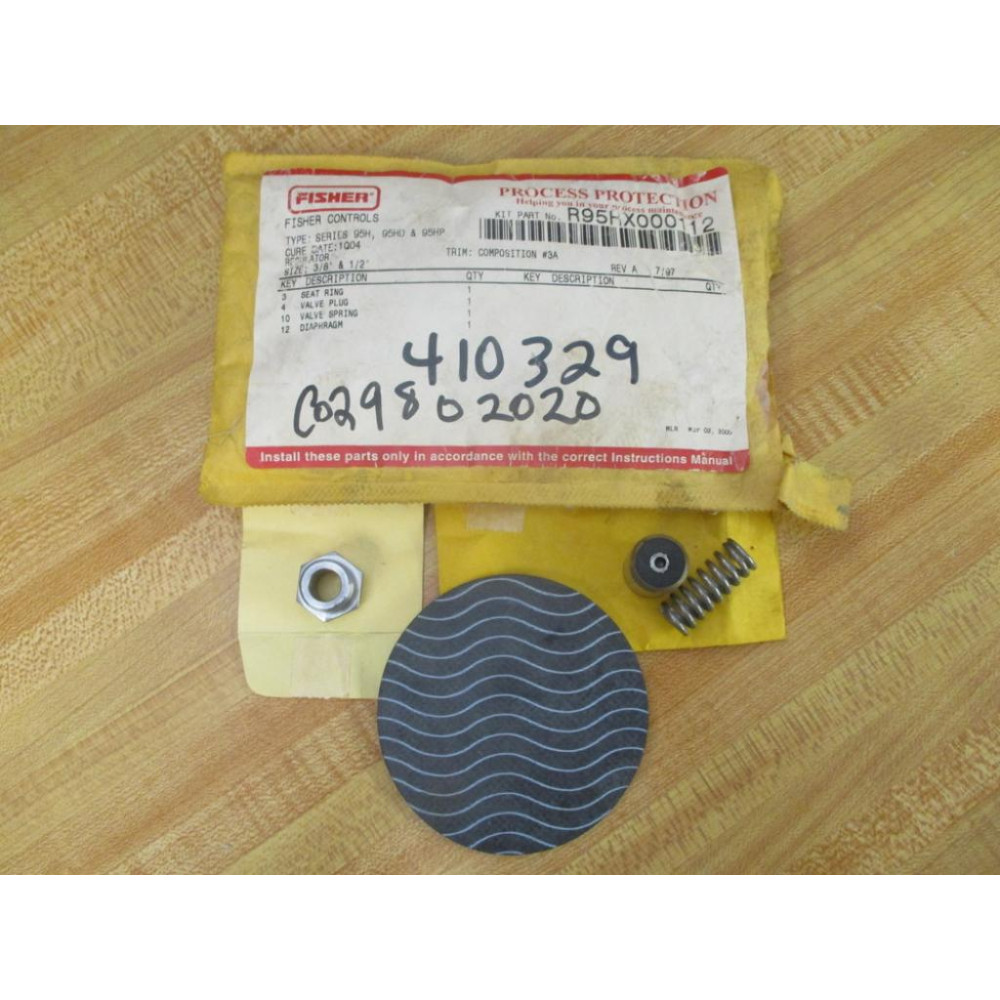 FISHER®
PROCESS PROTECTION
Helping you in your process maintenance
FISHER CONTROLS
KIT PART No. R95HX000112
TYPE: SERIES 95H, 95HD & 95HP
CURE DATE: 1Q04
TRIM: COMPOSITION #3A
SIZE: 3/8" & 1/2"
REV A 7/97
KEY DESCRIPTION QTY KEY DESCRIPTION QTY
3 SEAT RING 1
4 VALVE PLUG 1
10 VALVE SPRING 1
12 DIAPHRAGM 1
410329
C029802020
MLR
Install these parts only in accordance with the correct Instructions Manual